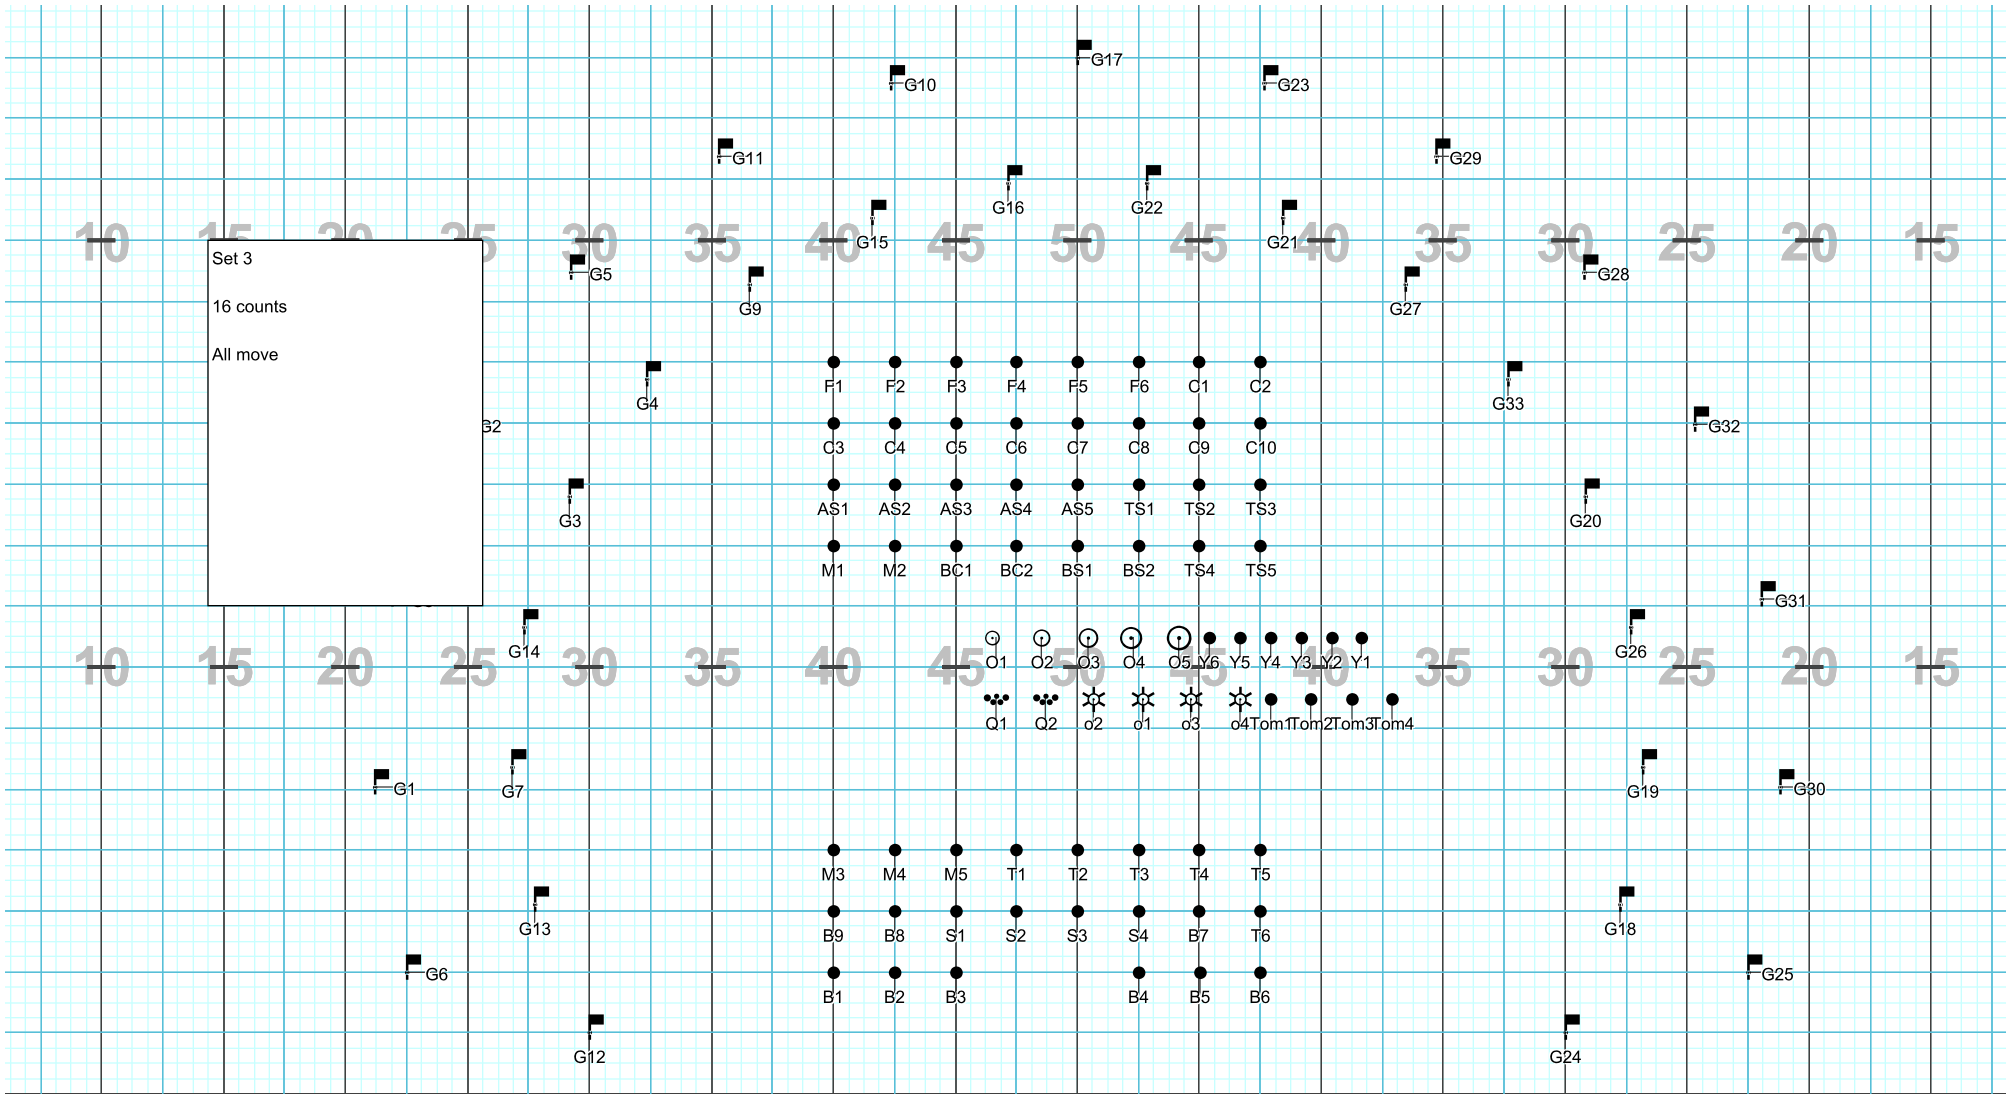 G17
G10
G23
G11
G29
G16
G22
G15
G21
10 30 35 40 45 50 45 40 35 30 25 20 15
Set 3
G5
G28
16 counts
G9
G27
All move
F1 F2 F3 F4 F5 F6 C1 C2
G4
G33
G2
G32
C3 C4 C5 C6 C7 C8 C9 C10
AS1 AS2 AS3 AS4 AS5 TS1 TS2 TS3
G3
G20
M1 M2 BC1 BC2 BS1 BS2 TS4 TS5
G31
G14
G26
O1 O2 O3 O4 O5 Y6 Y5 Y4 Y3 Y2 Y1
10 15 20 25 30 35 40 45 50 45 40 35 30 25 20 15
Q1 Q2 o2 o1 o3 o4 Tom1 Tom2 Tom3 Tom4
G1
G7
G19
G30
M3 M4 M5 T1 T2 T3 T4 T5
G13
G18
B9 B8 S1 S2 S3 S4 B7 T6
G6
G25
B1 B2 B3 B4 B5 B6
G12
G24